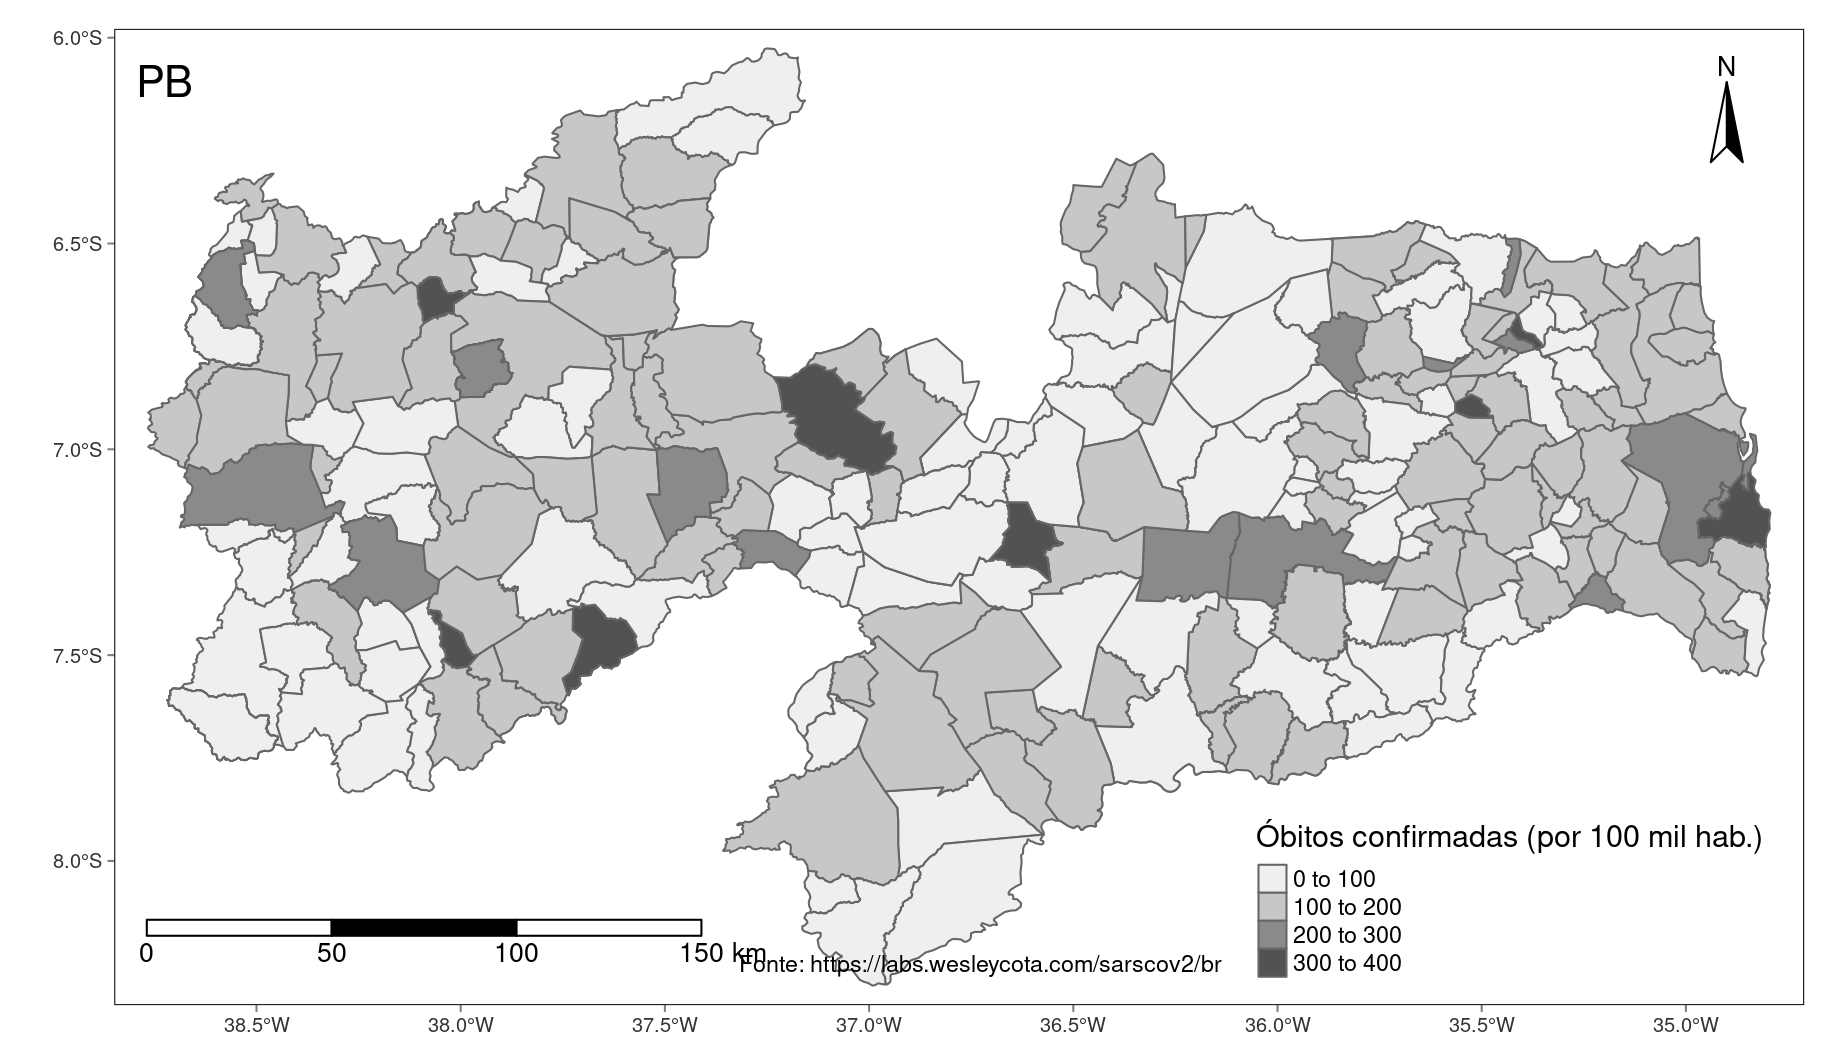 6.0°S
PB
N
6.5°S
7.0°S
7.5°S
8.0°S
Óbitos confirmadas (por 100 mil hab.)
0 to 100
100 to 200
200 to 300
300 to 400
0 50 100 150 km
Fonte: https://labs.wesleycota.com/sarscov2/br
38.5°W 38.0°W 37.5°W 37.0°W 36.5°W 36.0°W 35.5°W 35.0°W